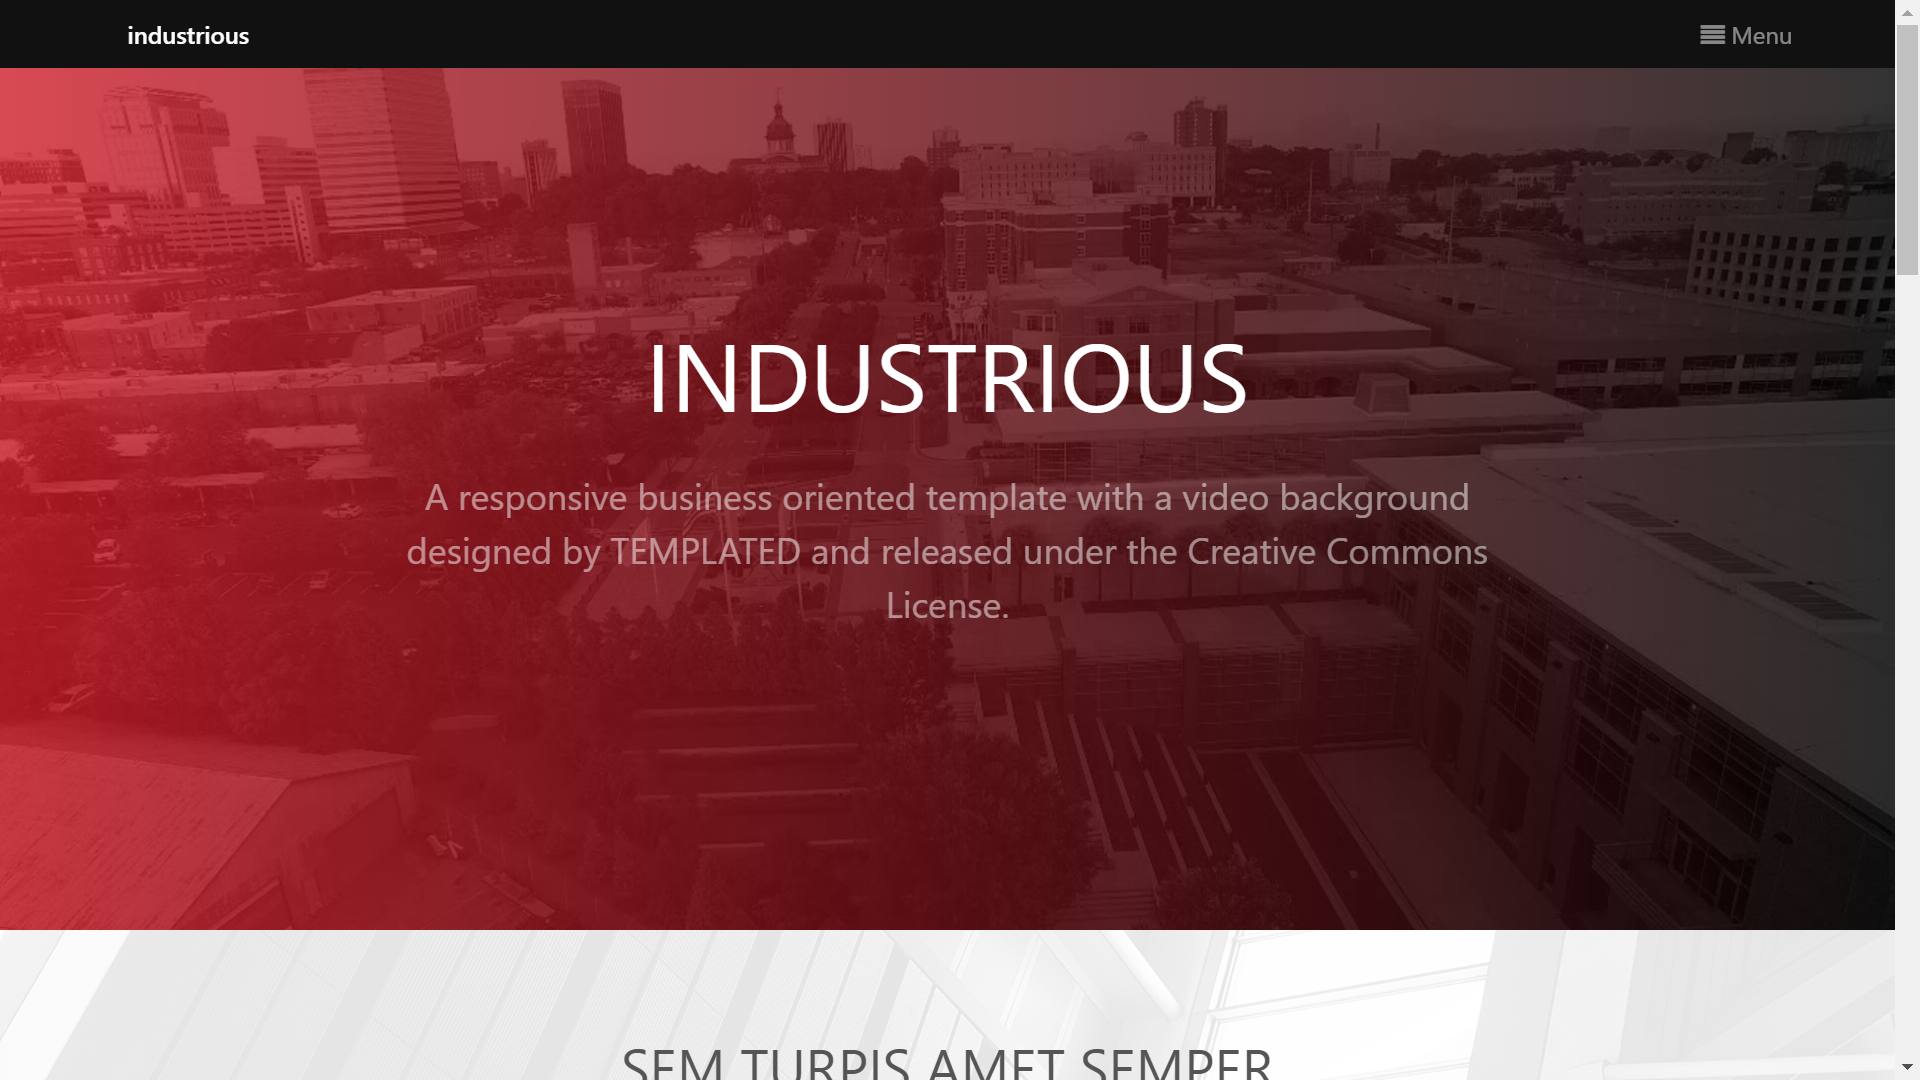 industrious
Menu
INDUSTRIOUS
A responsive business oriented template with a video background
designed by TEMPLATED and released under the Creative Commons
License.
SEM TURPIS AMET SEMPER